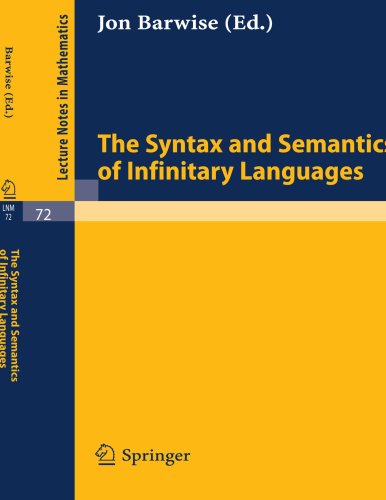 Barwise (Ed.)
LNM
72
The Syntax and Semantics
of Infinitary Languages
Lecture Notes in Mathematics
72
Jon Barwise (Ed.)
The Syntax and Semantics
of Infinitary Languages
Springer